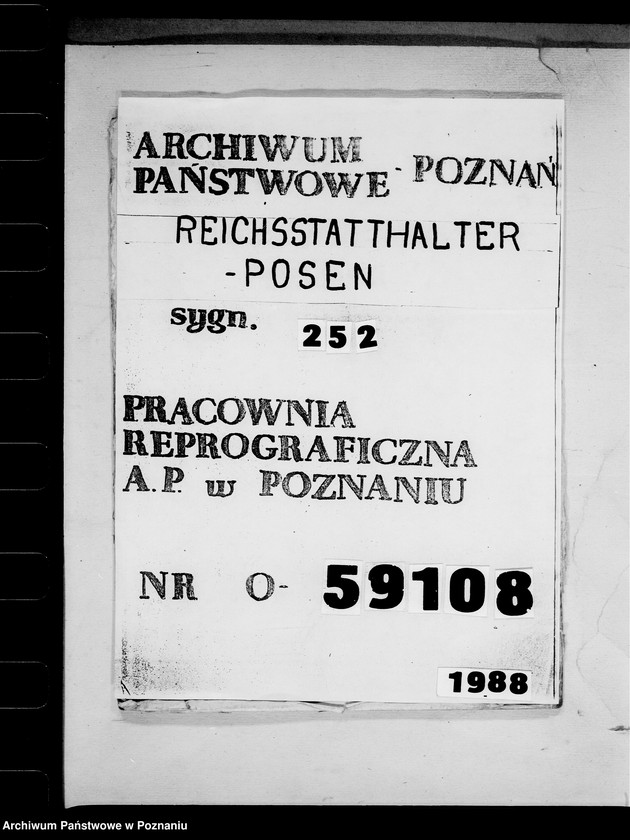 ARCHIWUM
PAŃSTWOWE - POZNAŃ
REICHSSTATTHALTER
-POSEN
sygn. 252
PRACOWNIA
REPROGRAFICZNA
A.P. w POZNANIU
NR O- 59108
1988
Archiwum Państwowe w Poznaniu